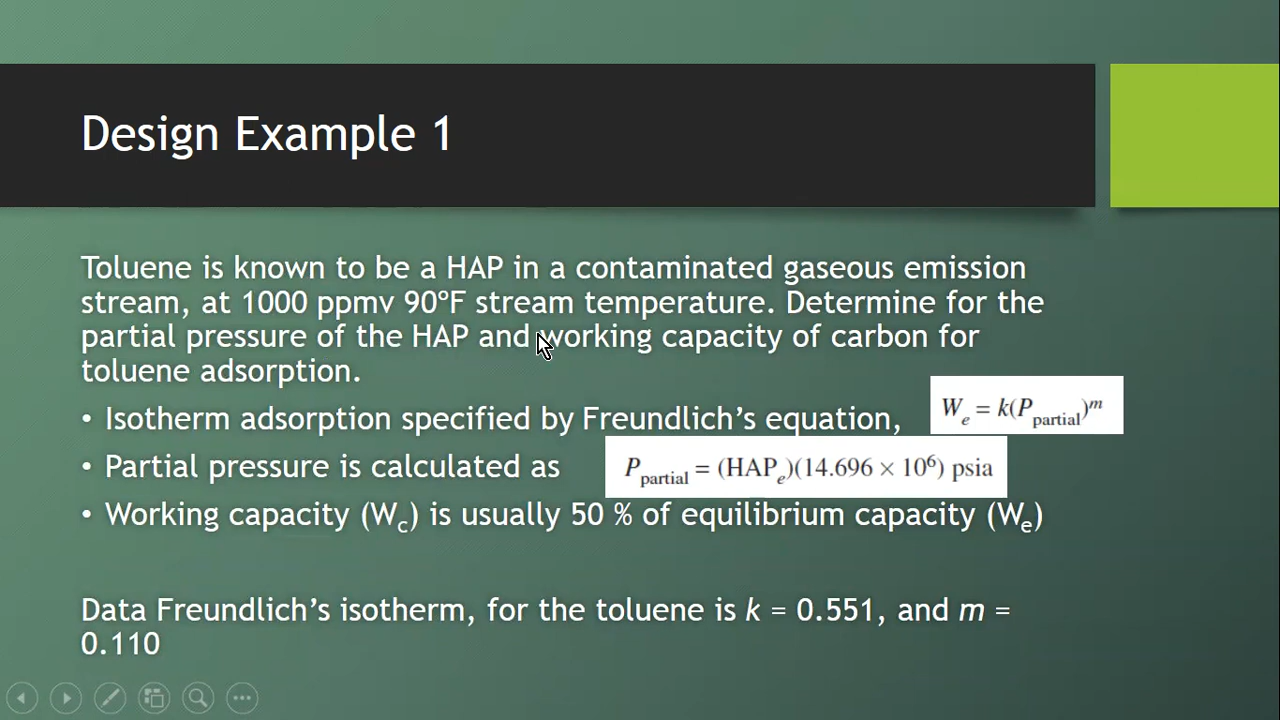 Design Example 1
Toluene is known to be a HAP in a contaminated gaseous emission
stream, at 1000 ppmv 90ºF stream temperature. Determine for the
partial pressure of the HAP and working capacity of carbon for
toluene adsorption.
• Isotherm adsorption specified by Freundlich’s equation, Wₑ = k(P_partial)ᵐ
• Partial pressure is calculated as P_partial = (HAPₑ)(14.696 × 10⁶) psia
• Working capacity (W_c) is usually 50 % of equilibrium capacity (Wₑ)
Data Freundlich’s isotherm, for the toluene is k = 0.551, and m =
0.110